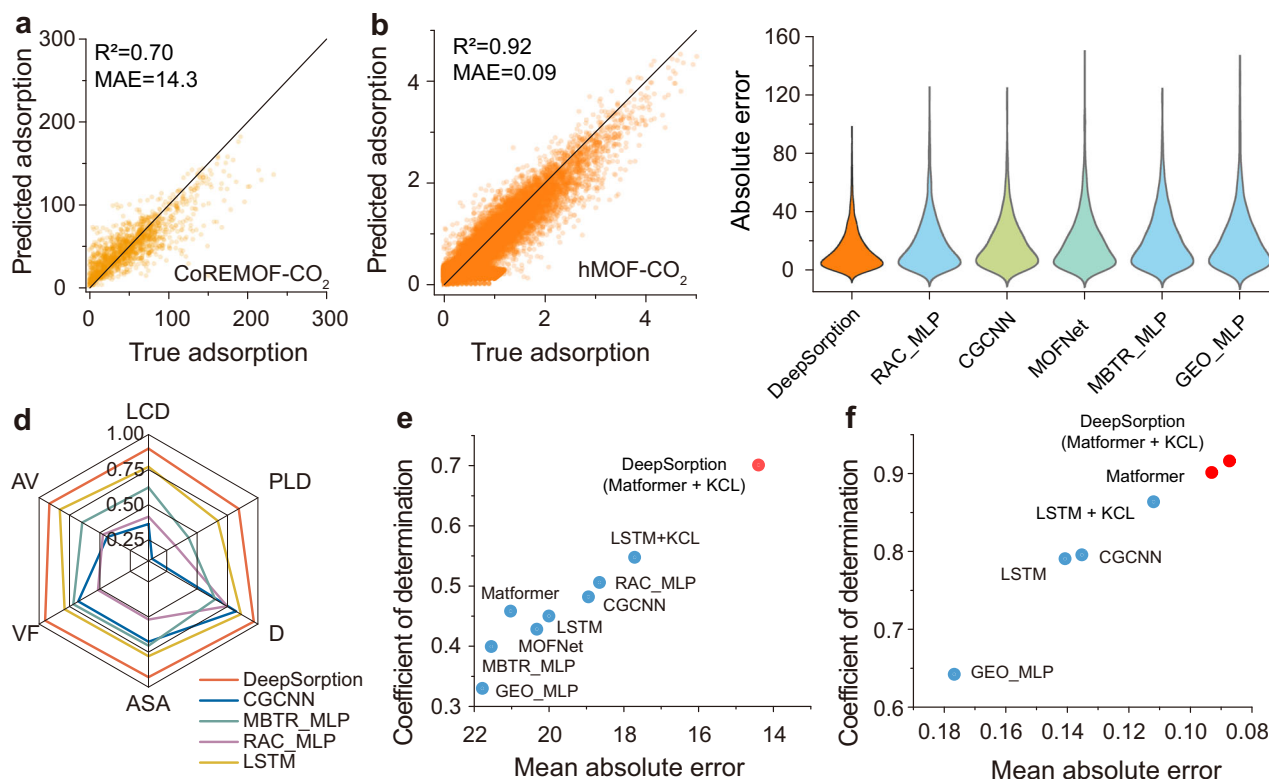 a
R²=0.70
MAE=14.3
CoREMOF-CO₂
Predicted adsorption
300
200
100
0
0
100
200
300
True adsorption
b
R²=0.92
MAE=0.09
hMOF-CO₂
Predicted adsorption
4
2
0
0
2
4
True adsorption
Absolute error
160
120
80
40
0
DeepSorption
RAC_MLP
CGCNN
MOFNet
MBTR_MLP
GEO_MLP
d
LCD
1.00
0.75
0.50
0.25
AV
PLD
VF
D
ASA
DeepSorption
CGCNN
MBTR_MLP
RAC_MLP
LSTM
e
Coefficient of determination
0.7
0.6
0.5
0.4
0.3
DeepSorption
(Matformer + KCL)
LSTM+KCL
RAC_MLP
CGCNN
Matformer
LSTM
MOFNet
MBTR_MLP
GEO_MLP
22
20
18
16
14
Mean absolute error
f
Coefficient of determination
0.9
0.8
0.7
0.6
DeepSorption
(Matformer + KCL)
Matformer
LSTM + KCL
CGCNN
LSTM
GEO_MLP
0.18
0.16
0.14
0.12
0.10
0.08
Mean absolute error